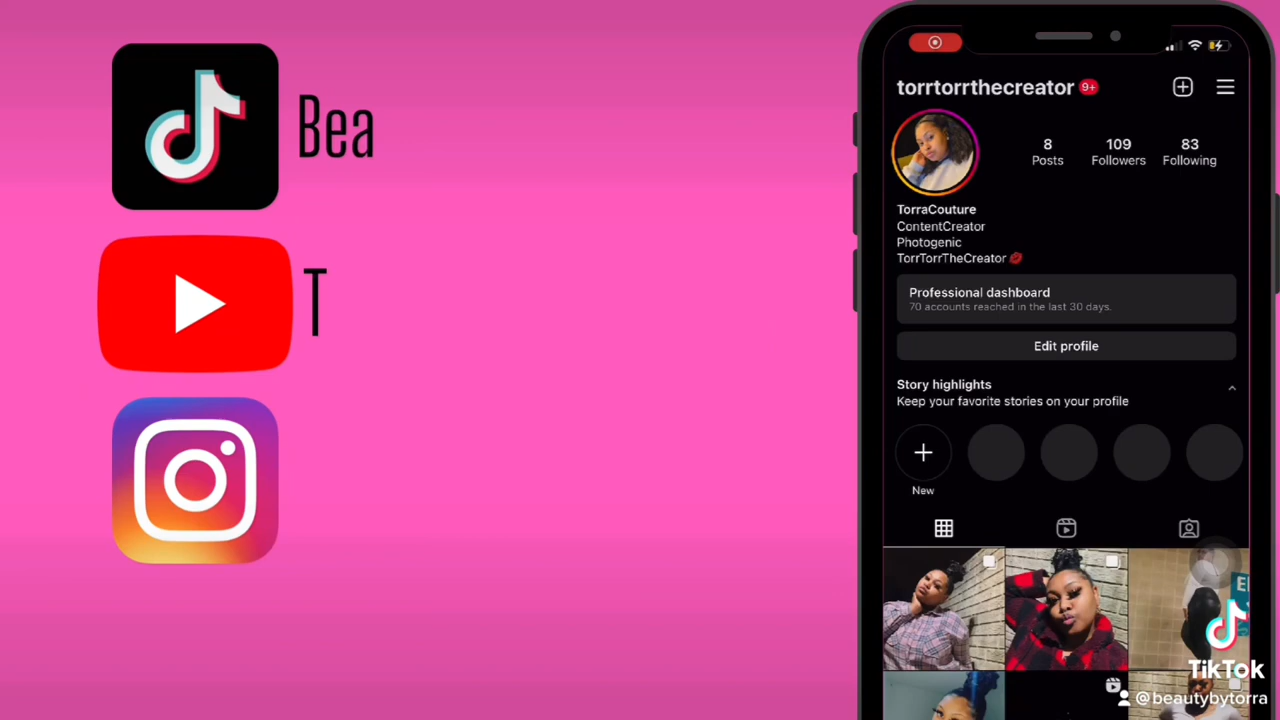 Bea
T
torrtorrthecreator 9+
8 109 83
Posts Followers Following
TorraCouture
ContentCreator
Photogenic
TorrTorrTheCreator 💋
Professional dashboard
70 accounts reached in the last 30 days.
Edit profile
Story highlights
Keep your favorite stories on your profile
New
TikTok
@beautybytorra